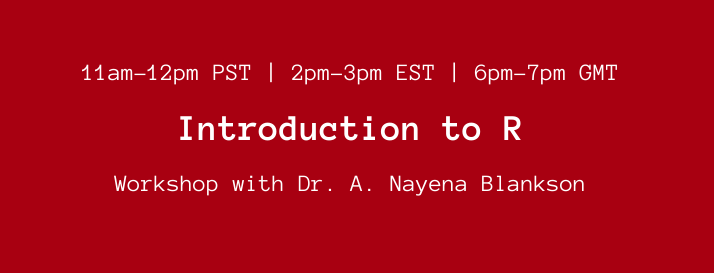 11am–12pm PST | 2pm–3pm EST | 6pm–7pm GMT
Introduction to R
Workshop with Dr. A. Nayena Blankson